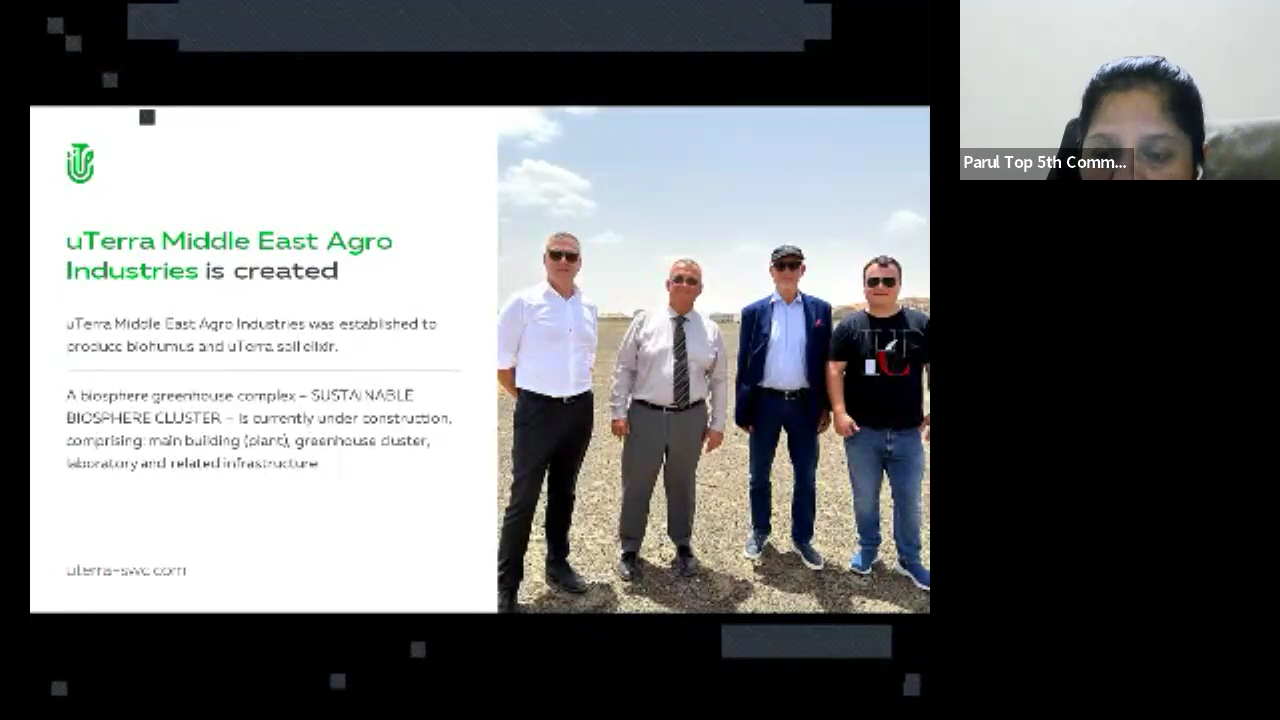 uTerra Middle East Agro
Industries is created
uTerra Middle East Agro Industries was established to
produce biohumus and uTerra soil elixir.
A biosphere greenhouse complex – SUSTAINABLE
BIOSPHERE CLUSTER – is currently under construction,
comprising: main building (plant), greenhouse cluster,
laboratory and related infrastructure
uterra-swc.com
Parul Top 5th Comm...